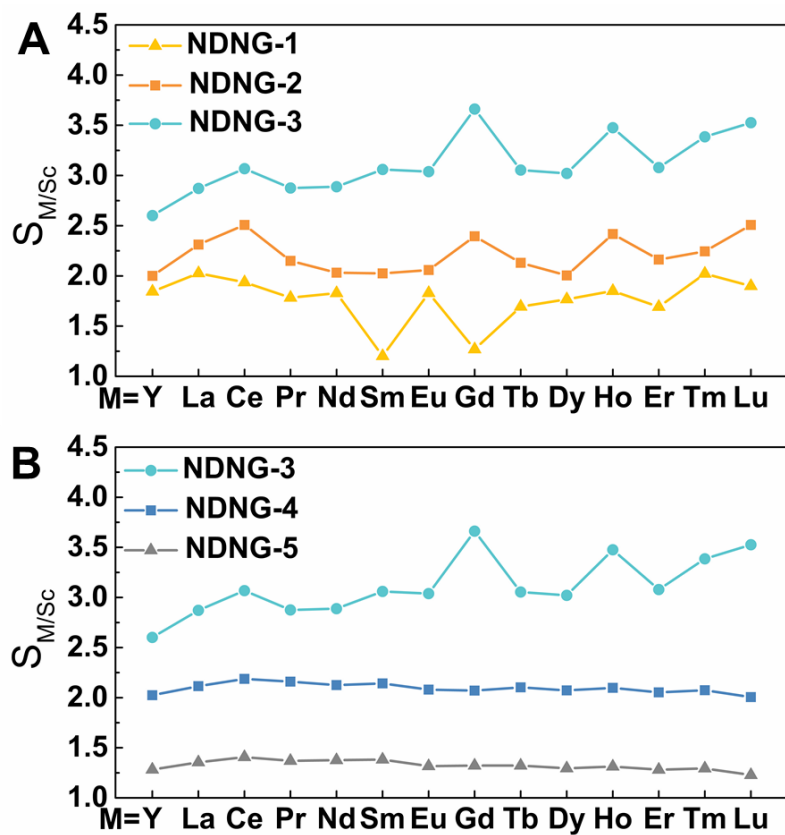 A
NDNG-1
NDNG-2
NDNG-3
S_M/Sc
4.5
4.0
3.5
3.0
2.5
2.0
1.5
1.0
M= Y La Ce Pr Nd Sm Eu Gd Tb Dy Ho Er Tm Lu
B
NDNG-3
NDNG-4
NDNG-5
S_M/Sc
4.5
4.0
3.5
3.0
2.5
2.0
1.5
1.0
M= Y La Ce Pr Nd Sm Eu Gd Tb Dy Ho Er Tm Lu